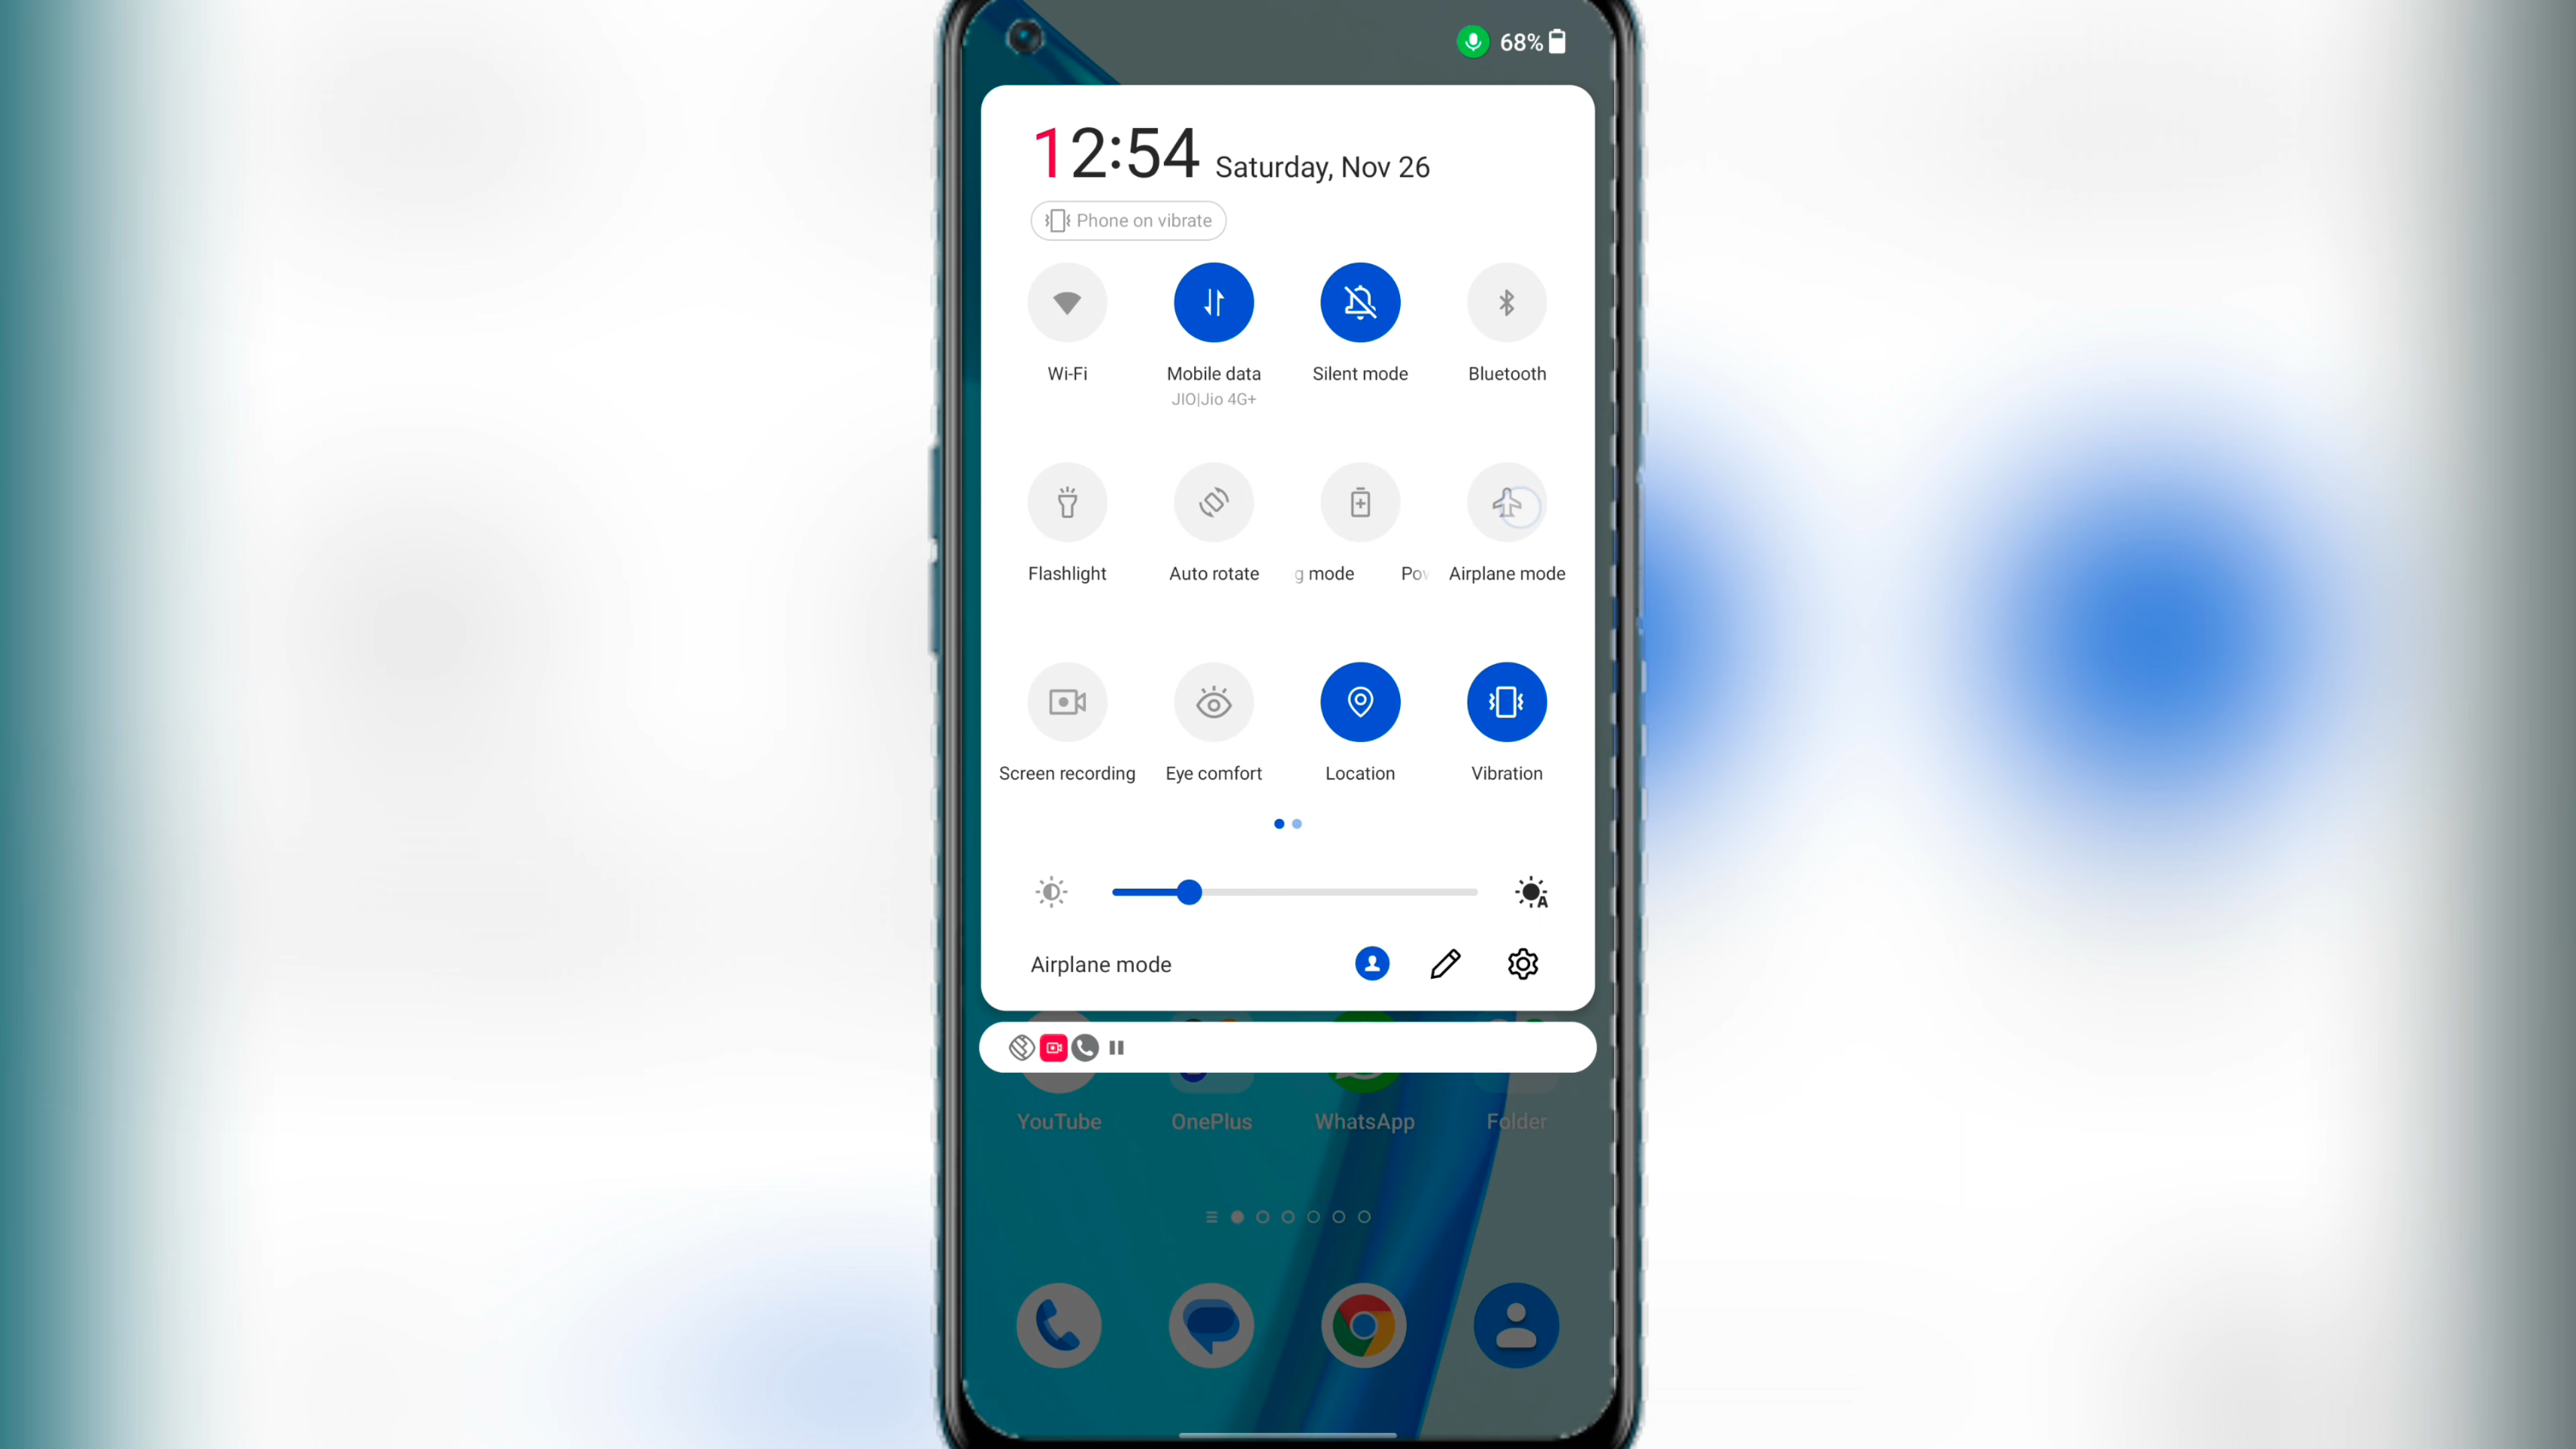 68%
12:54 Saturday, Nov 26
Phone on vibrate
Wi-Fi Mobile data Silent mode Bluetooth
JIO|Jio 4G+
Flashlight Auto rotate g mode Pov Airplane mode
Screen recording Eye comfort Location Vibration
A
Airplane mode
YouTube OnePlus WhatsApp Folder